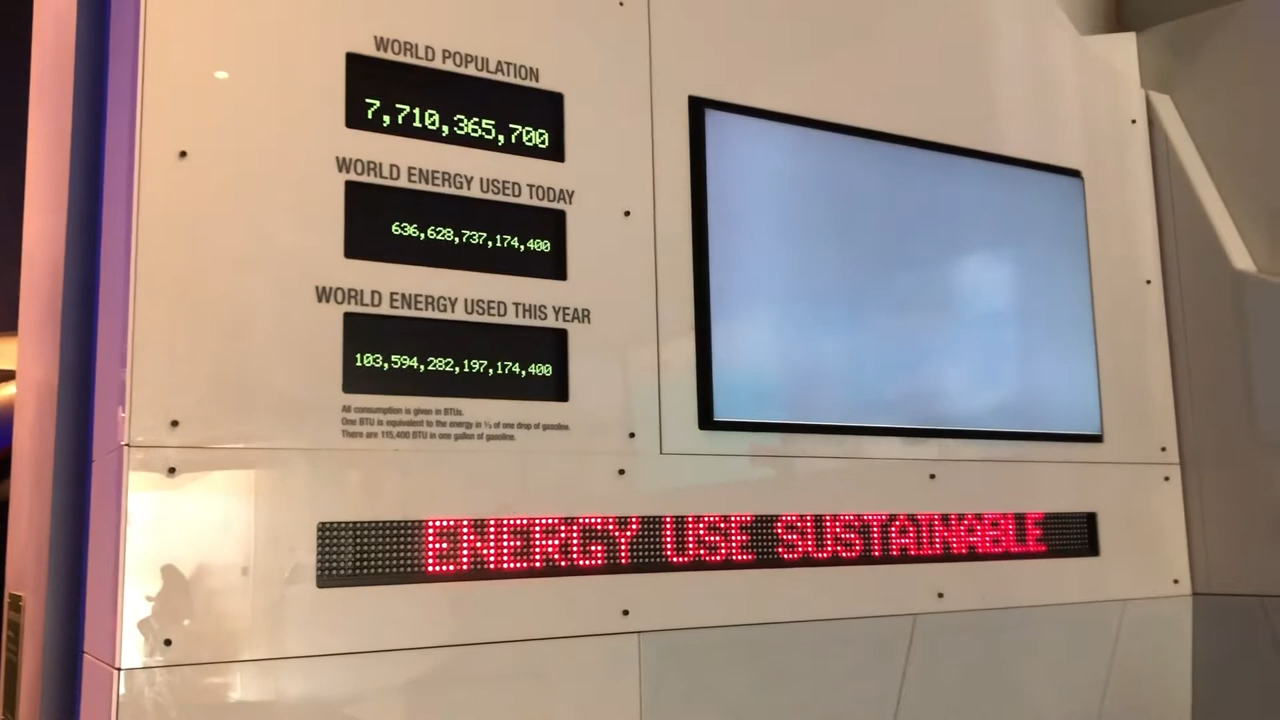 WORLD POPULATION
7,710,365,700
WORLD ENERGY USED TODAY
636,628,737,174,400
WORLD ENERGY USED THIS YEAR
103,594,282,197,174,400
All consumption is given in BTUs.
One BTU is equivalent to the energy in ⅓ of one drop of gasoline.
There are 115,400 BTU in one gallon of gasoline.
ENERGY USE SUSTAINABLE